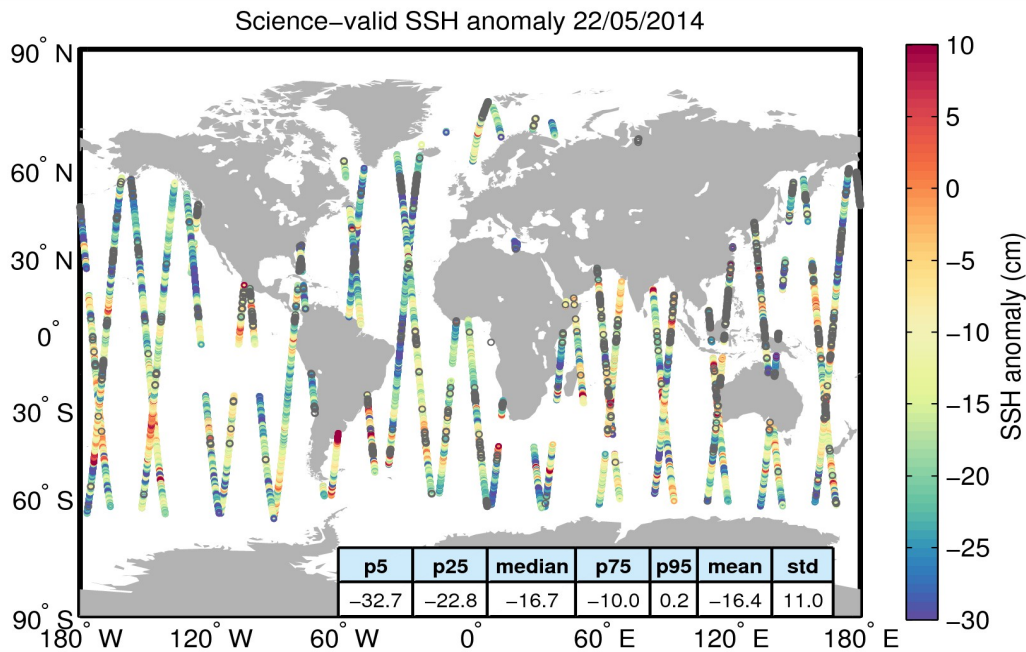 Science−valid SSH anomaly 22/05/2014
90° N
60° N
30° N
0°
30° S
60° S
90° S
180° W
120° W
60° W
0°
60° E
120° E
180° E
p5 p25 median p75 p95 mean std
−32.7 −22.8 −16.7 −10.0 0.2 −16.4 11.0
10
5
0
−5
−10
−15
−20
−25
−30
SSH anomaly (cm)